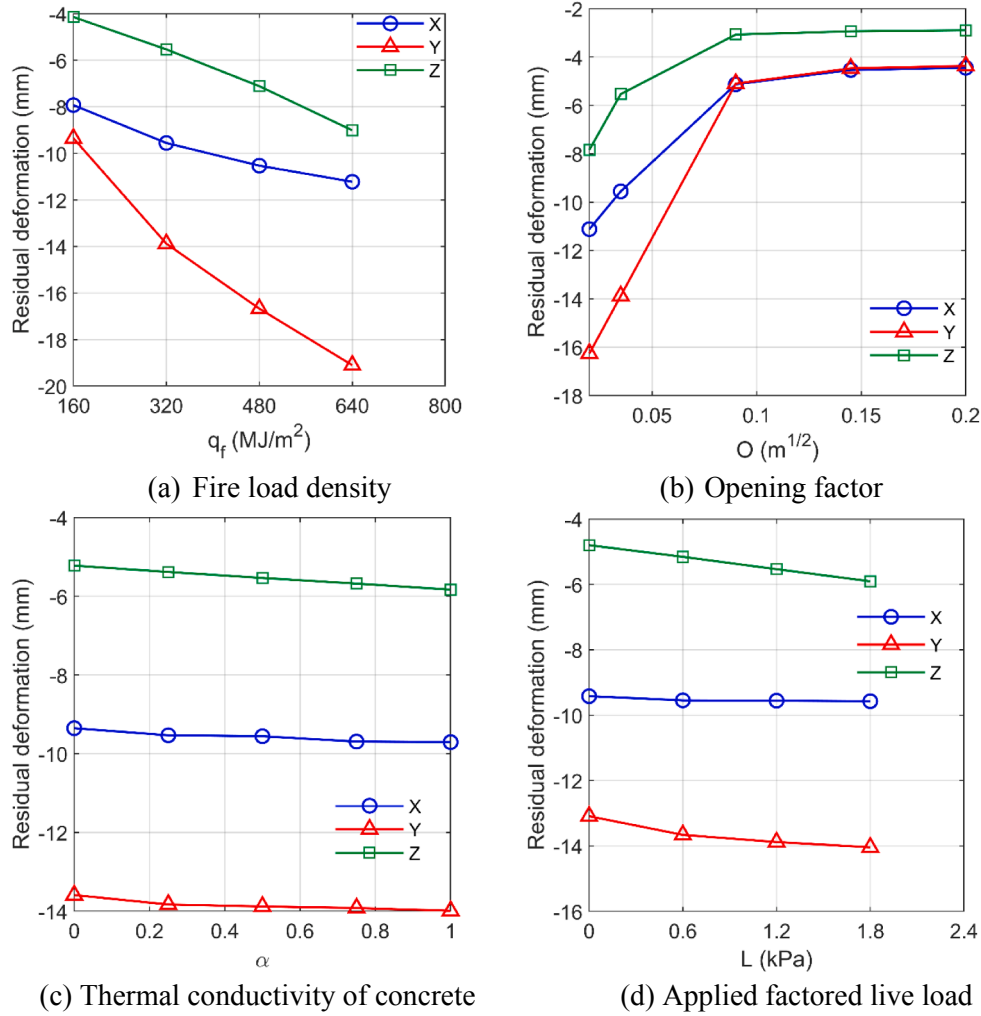 -4
-6
-8
-10
-12
-14
-16
-18
-20
160
320
480
640
800
Residual deformation (mm)
q_f (MJ/m²)
X
Y
Z
(a) Fire load density
-2
-4
-6
-8
-10
-12
-14
-16
-18
0.05
0.1
0.15
0.2
Residual deformation (mm)
O (m^{1/2})
X
Y
Z
(b) Opening factor
-4
-6
-8
-10
-12
-14
0
0.2
0.4
0.6
0.8
1
Residual deformation (mm)
α
X
Y
Z
(c) Thermal conductivity of concrete
-4
-6
-8
-10
-12
-14
-16
0
0.6
1.2
1.8
2.4
Residual deformation (mm)
L (kPa)
X
Y
Z
(d) Applied factored live load